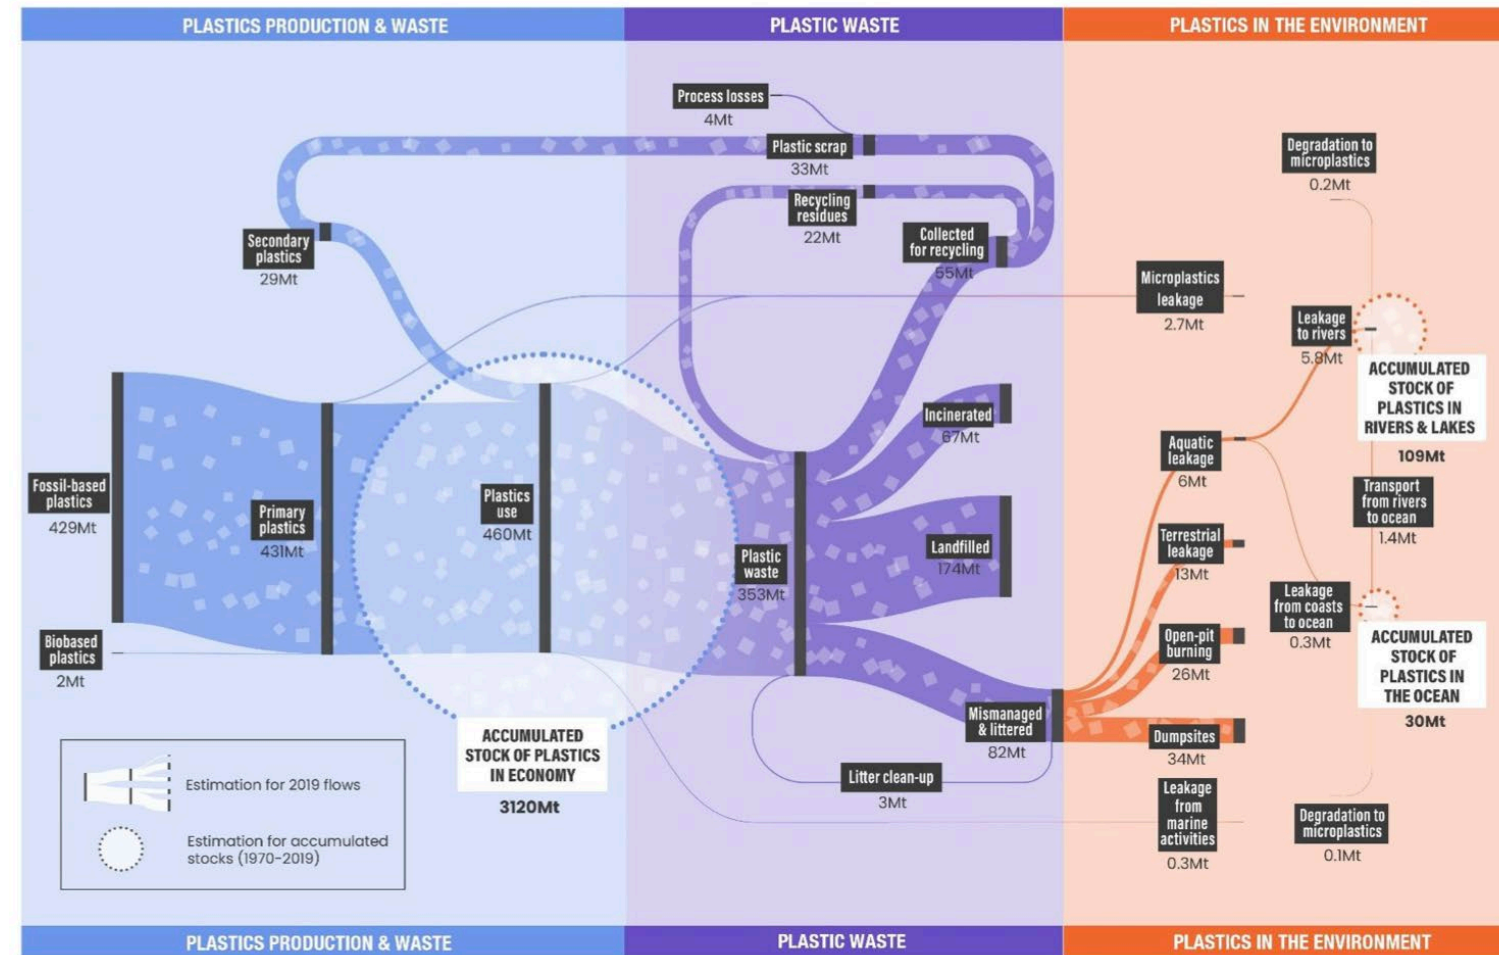 PLASTICS PRODUCTION & WASTE
PLASTIC WASTE
PLASTICS IN THE ENVIRONMENT
Process losses
4Mt
Plastic scrap
33Mt
Recycling
residues
22Mt
Collected
for recycling
55Mt
Secondary
plastics
29Mt
Degradation to
microplastics
0.2Mt
Microplastics
leakage
2.7Mt
Leakage
to rivers
5.8Mt
ACCUMULATED
STOCK OF
PLASTICS IN
RIVERS & LAKES
109Mt
Fossil-based
plastics
429Mt
Primary
plastics
431Mt
Plastics
use
460Mt
Plastic
waste
353Mt
Incinerated
67Mt
Landfilled
174Mt
Aquatic
leakage
6Mt
Transport
from rivers
to ocean
1.4Mt
Terrestrial
leakage
13Mt
Leakage
from coasts
to ocean
0.3Mt
Open-pit
burning
26Mt
ACCUMULATED
STOCK OF
PLASTICS IN
THE OCEAN
30Mt
Biobased
plastics
2Mt
Mismanaged
& littered
82Mt
Dumpsites
34Mt
ACCUMULATED
STOCK OF PLASTICS
IN ECONOMY
3120Mt
Litter clean-up
3Mt
Leakage
from
marine
activities
0.3Mt
Degradation to
microplastics
0.1Mt
Estimation for 2019 flows
Estimation for accumulated
stocks (1970-2019)
PLASTICS PRODUCTION & WASTE
PLASTIC WASTE
PLASTICS IN THE ENVIRONMENT